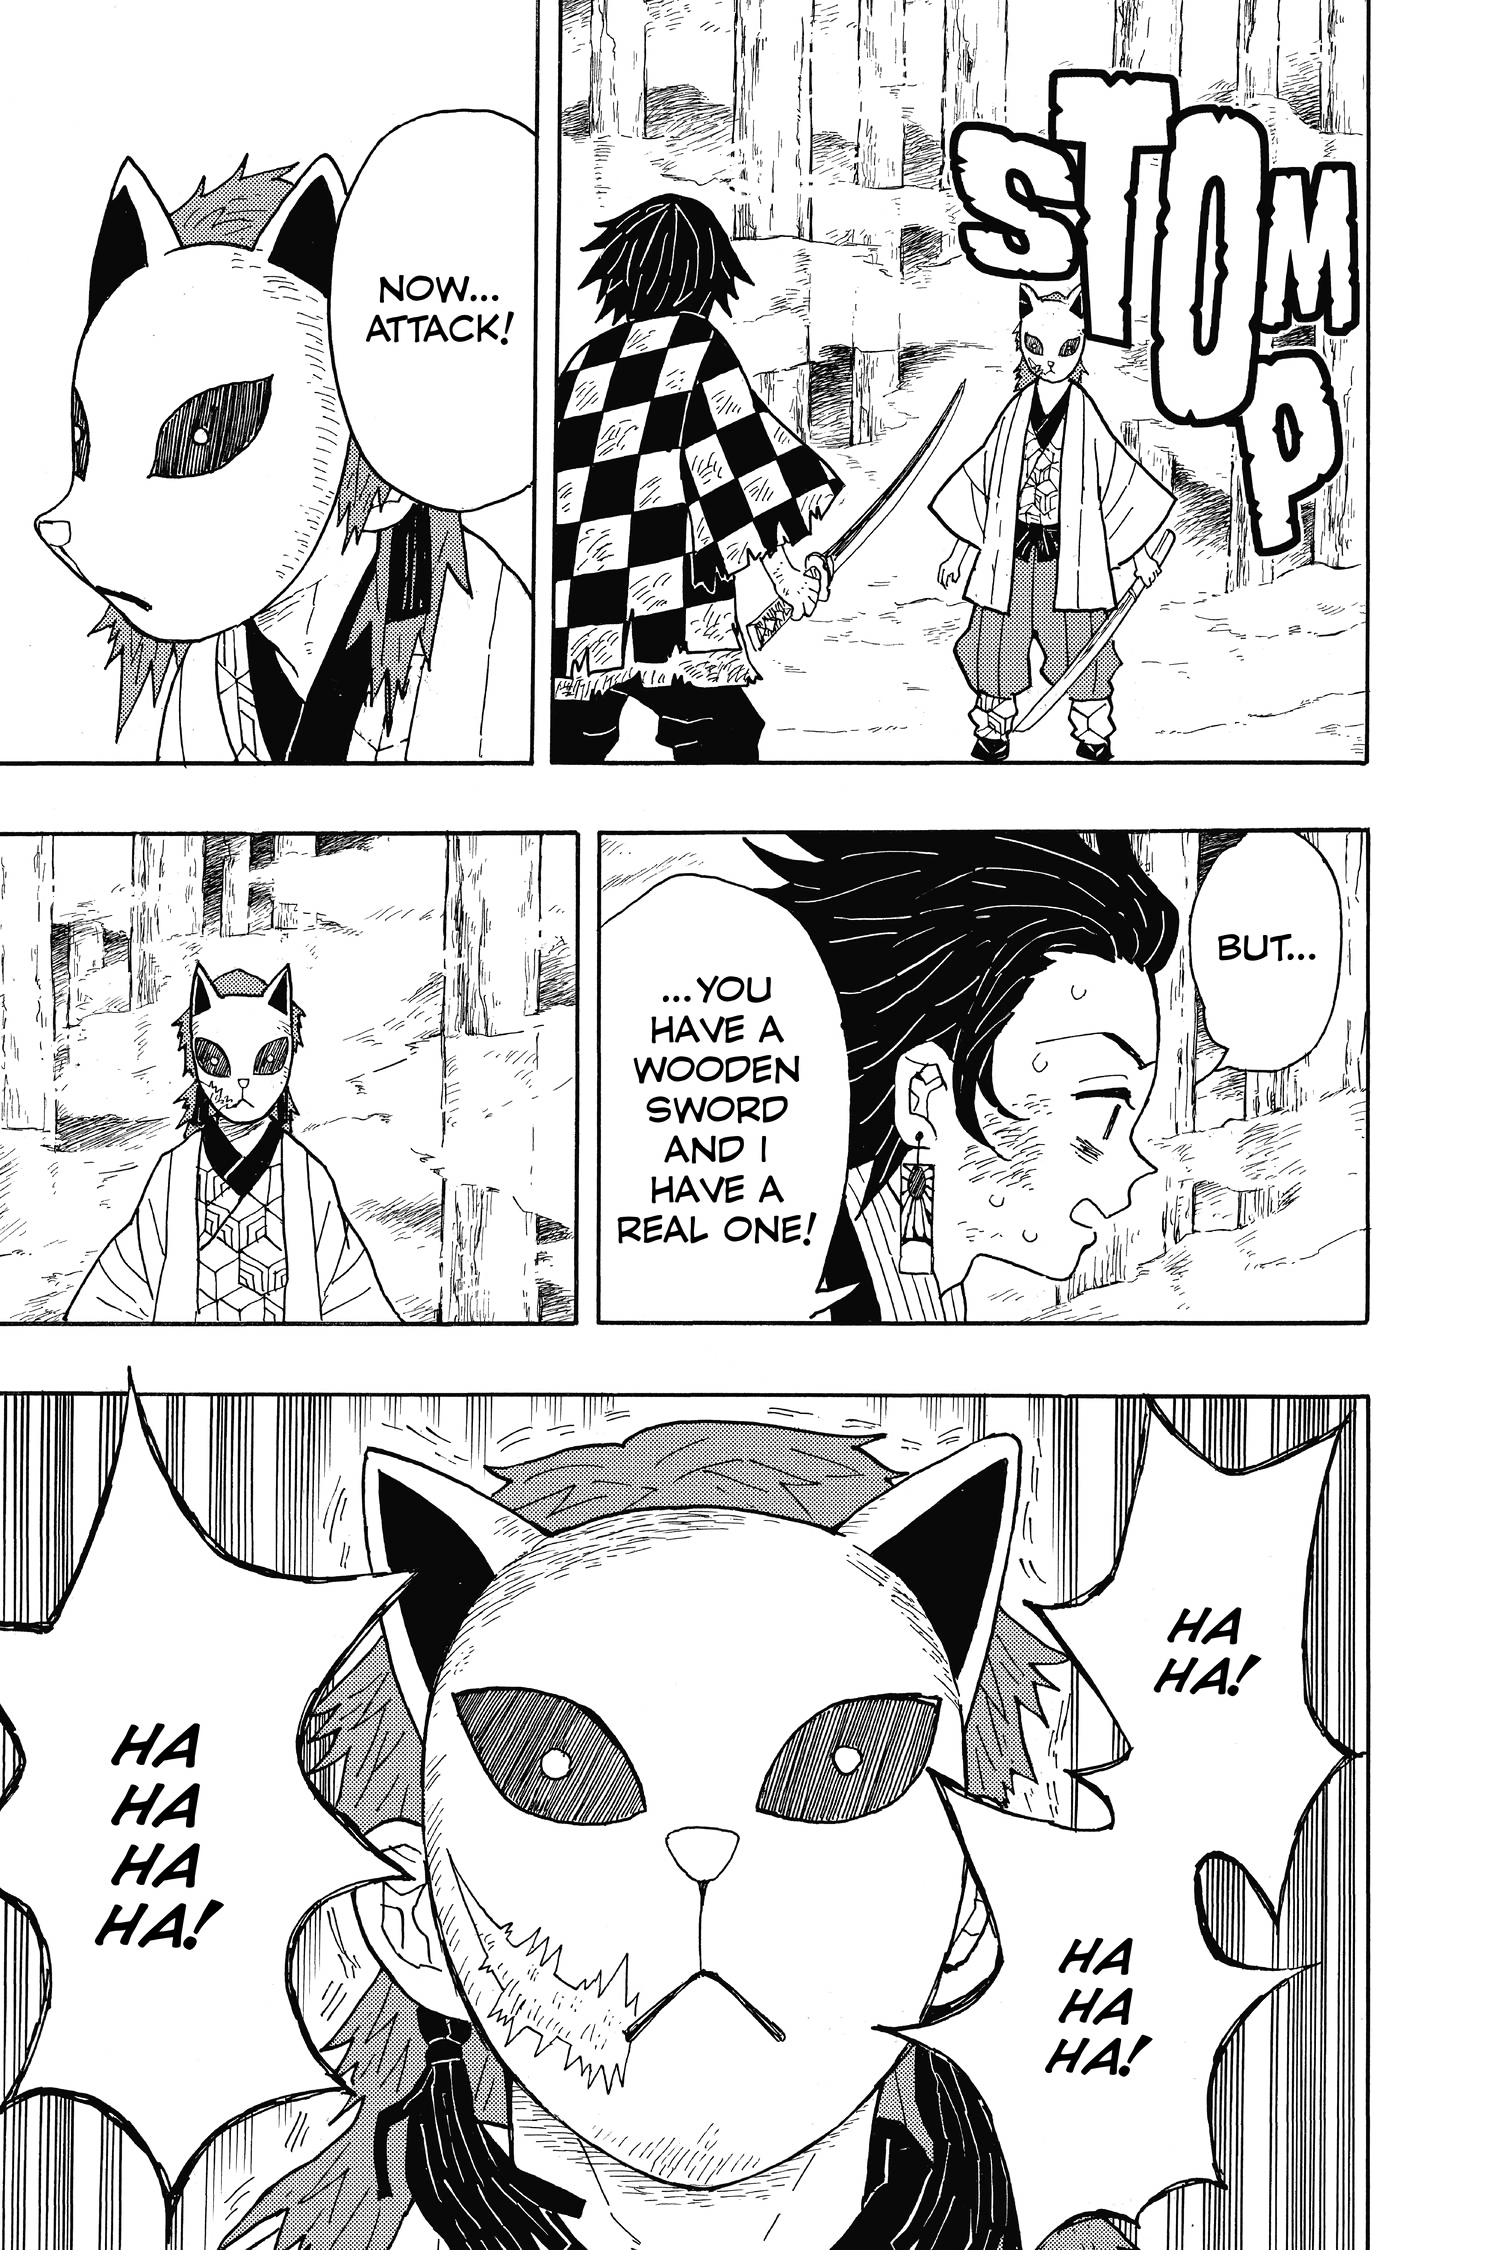 STOMP
NOW...
ATTACK!
BUT...
...YOU
HAVE A
WOODEN
SWORD
AND I
HAVE A
REAL ONE!
HA
HA!
HA
HA
HA!
HA
HA
HA
HA!